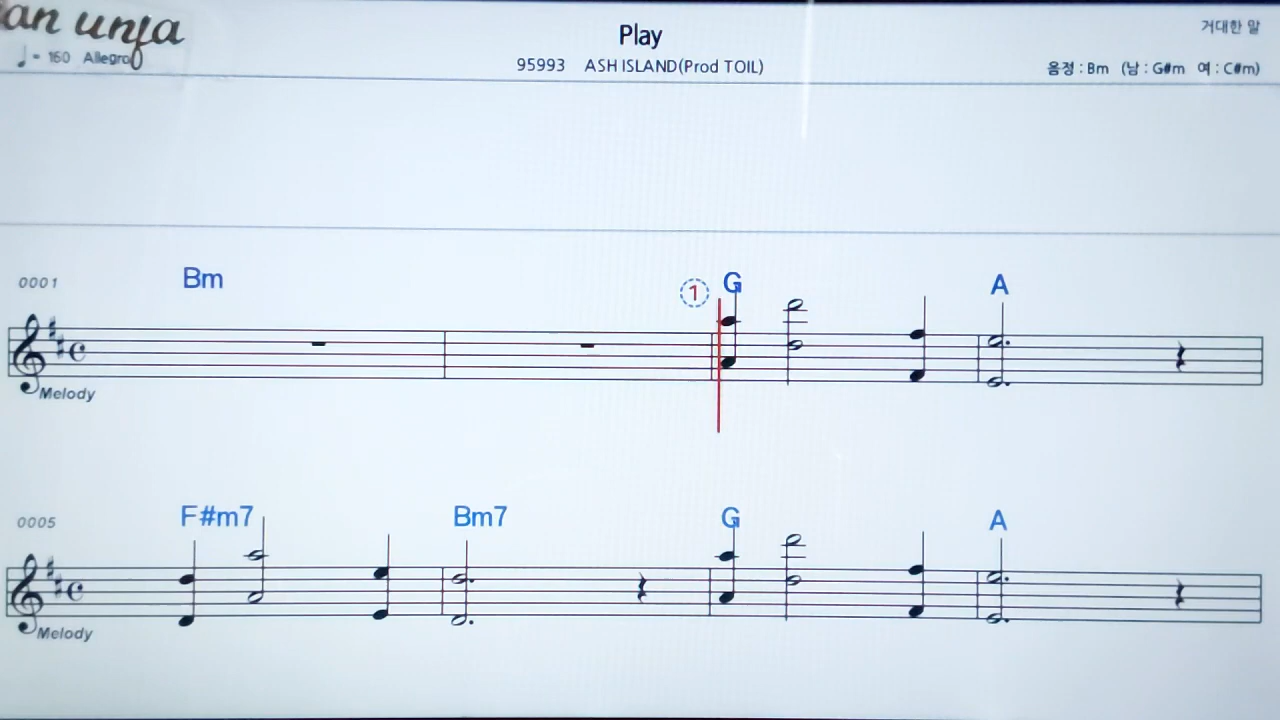 an unja
♩ = 160 Allegro
Play
95993 ASH ISLAND(Prod TOIL)
거대한 말
음정 : Bm (남 : G#m 여 : C#m)
0001
Bm
1
G
A
Melody
0005
F#m7
Bm7
G
A
Melody